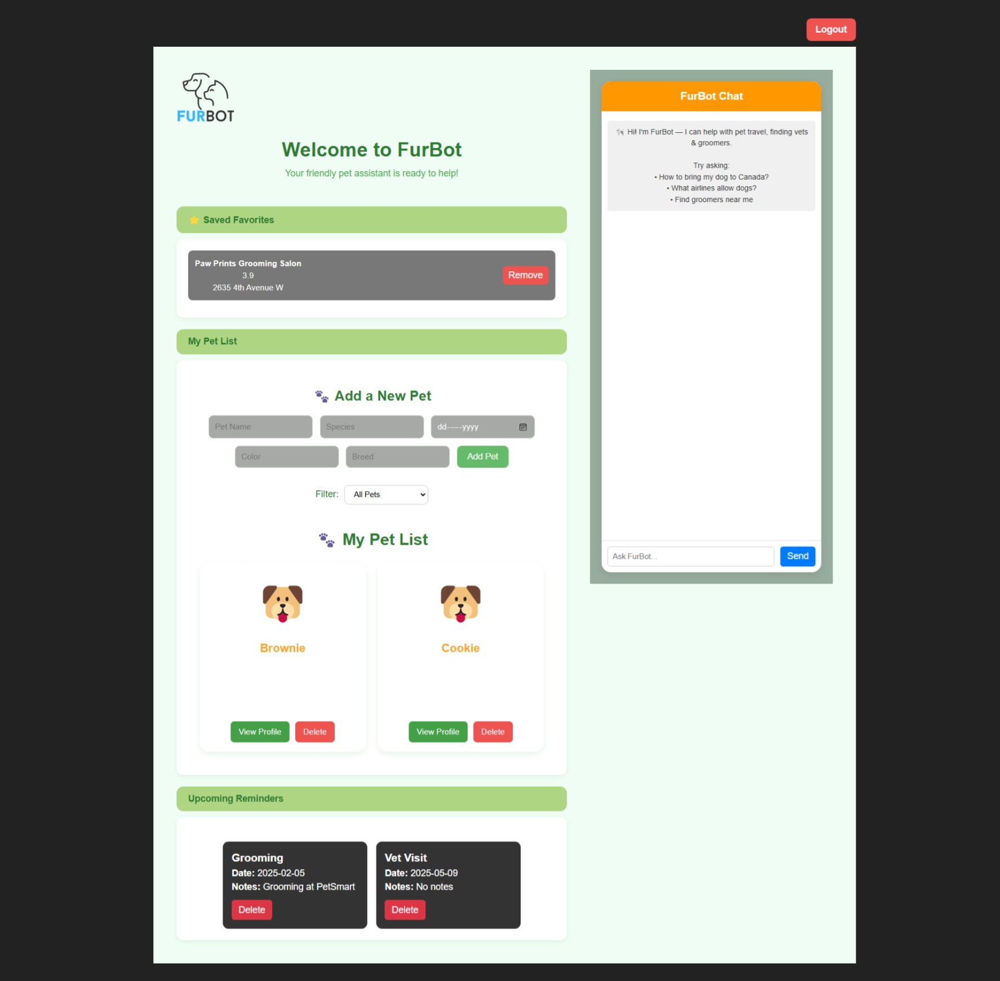 Logout
FURBOT
Welcome to FurBot
Your friendly pet assistant is ready to help!
Saved Favorites
Paw Prints Grooming Salon
3.9
2635 4th Avenue W
Remove
My Pet List
Add a New Pet
Pet Name
Species
dd-----yyyy
Color
Breed
Add Pet
Filter: All Pets
My Pet List
Brownie
View Profile Delete
Cookie
View Profile Delete
Upcoming Reminders
Grooming
Date: 2025-02-05
Notes: Grooming at PetSmart
Delete
Vet Visit
Date: 2025-05-09
Notes: No notes
Delete
FurBot Chat
Hi! I'm FurBot — I can help with pet travel, finding vets
& groomers.
Try asking:
• How to bring my dog to Canada?
• What airlines allow dogs?
• Find groomers near me
Ask FurBot...
Send